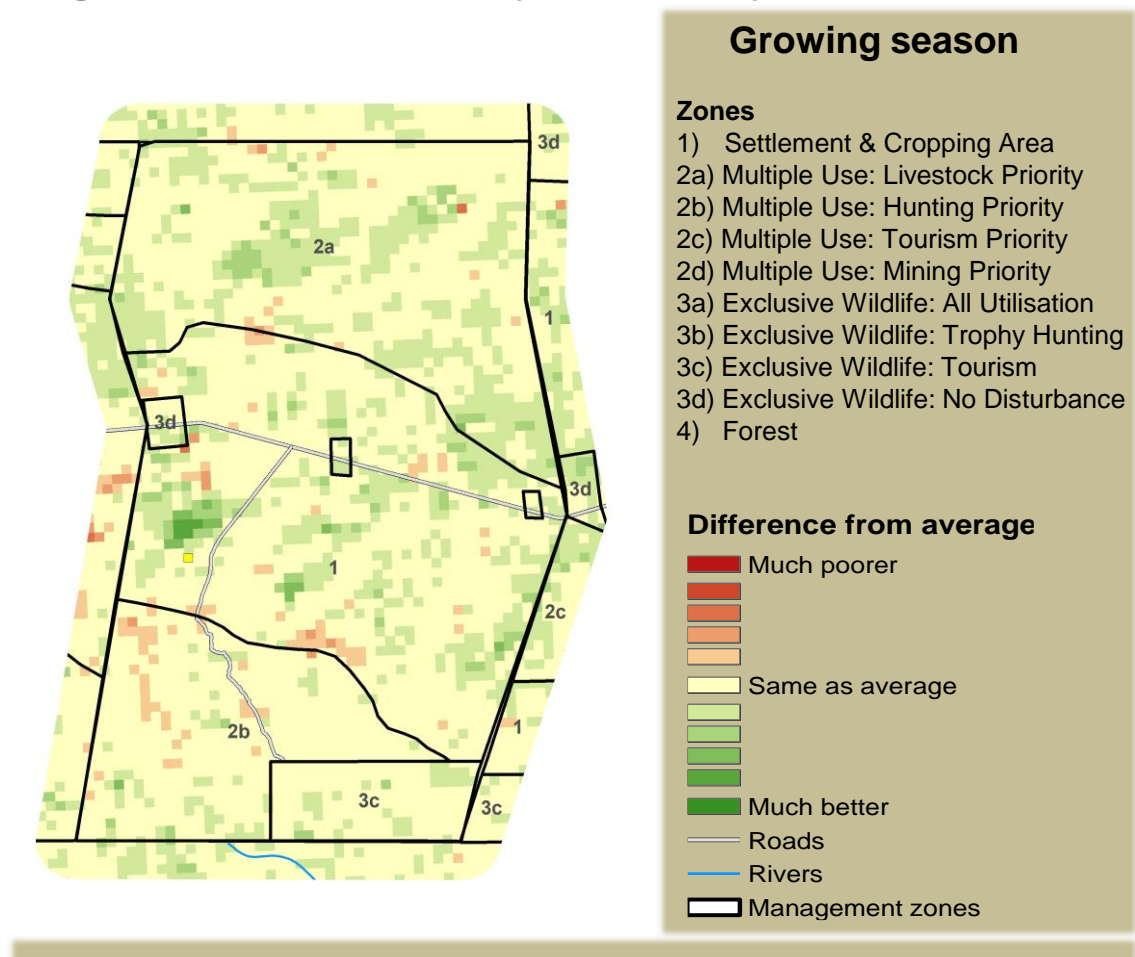 Growing season
Zones
1) Settlement & Cropping Area
2a) Multiple Use: Livestock Priority
2b) Multiple Use: Hunting Priority
2c) Multiple Use: Tourism Priority
2d) Multiple Use: Mining Priority
3a) Exclusive Wildlife: All Utilisation
3b) Exclusive Wildlife: Trophy Hunting
3c) Exclusive Wildlife: Tourism
3d) Exclusive Wildlife: No Disturbance
4) Forest
Difference from average
Much poorer
Same as average
Much better
Roads
Rivers
Management zones
3d
2a
1
3d
3d
1
2c
2b
1
3c
3c